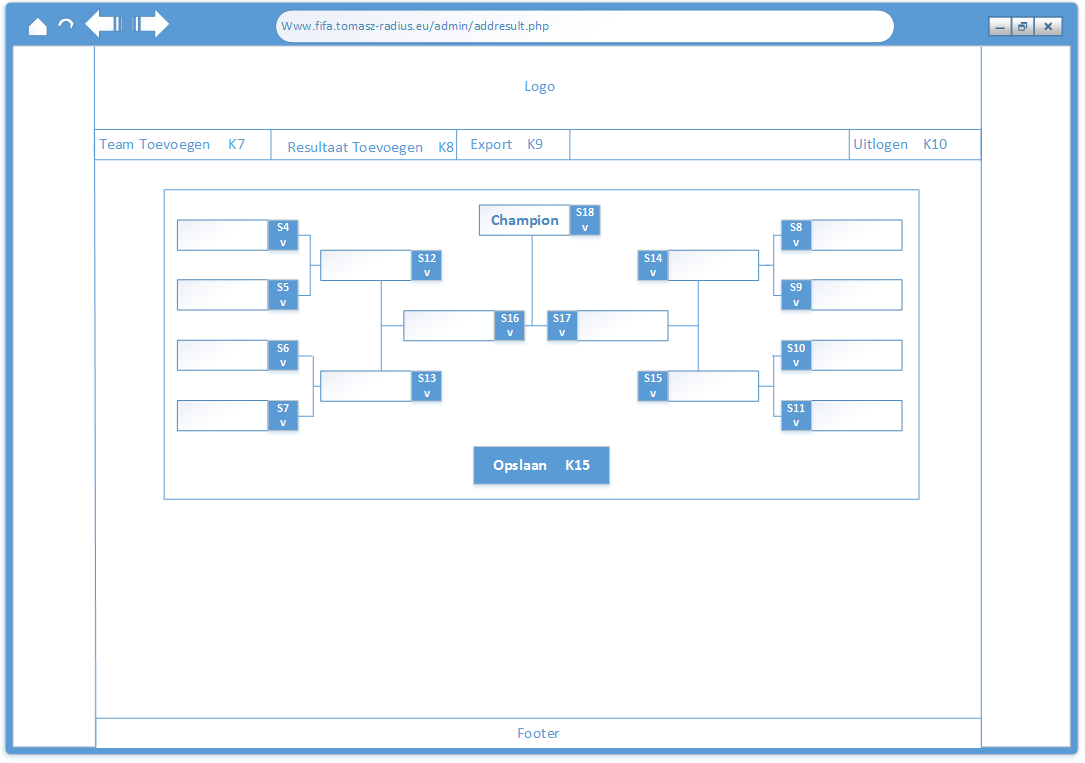 Www.fifa.tomasz-radius.eu/admin/addresult.php
Logo
Team Toevoegen K7
Resultaat Toevoegen K8
Export K9
Uitlogen K10
Champion
S18
v
S4
v
S8
v
S12
v
S14
v
S5
v
S9
v
S16
v
S17
v
S6
v
S10
v
S13
v
S15
v
S7
v
S11
v
Opslaan K15
Footer